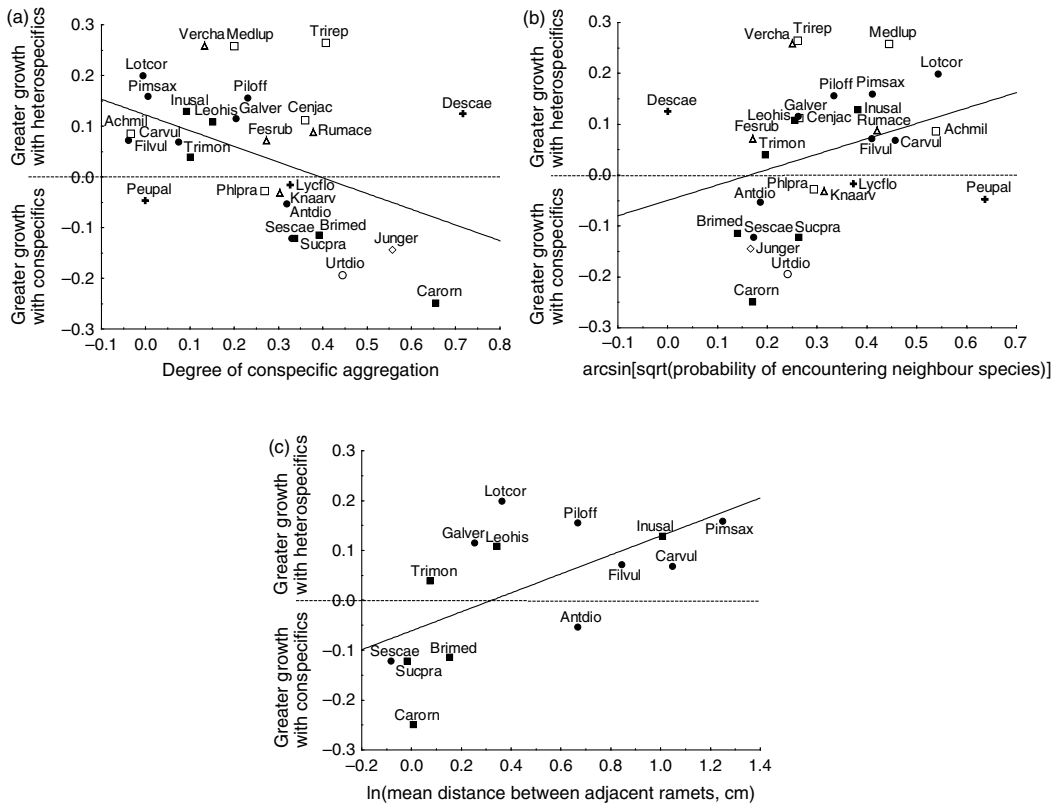 (a)
Greater growth
with heterospecifics
Greater growth
with conspecifics
0.3
0.2
0.1
0.0
−0.1
−0.2
−0.3
Vercha
Medlup
Trirep
Lotcor
Pimsax
Piloff
Descae
Inusal
Leohis
Galver
Cenjac
Achmil
Carvul
Fesrub
Rumace
Filvul
Trimon
Peupal
Phlpra
Lycflo
Knaarv
Antdio
Sescae
Brimed
Sucpra
Junger
Urtdio
Carorn
−0.1 0.0 0.1 0.2 0.3 0.4 0.5 0.6 0.7 0.8
Degree of conspecific aggregation
(b)
Greater growth
with heterospecifics
Greater growth
with conspecifics
0.3
0.2
0.1
0.0
−0.1
−0.2
−0.3
Vercha
Trirep
Medlup
Lotcor
Descae
Piloff
Pimsax
Leohis
Galver
Inusal
Cenjac
Rumace
Achmil
Fesrub
Trimon
Filvul
Carvul
Phlpra
Lycflo
Peupal
Antdio
Knaarv
Brimed
Sescae
Sucpra
Junger
Urtdio
Carorn
−0.1 0.0 0.1 0.2 0.3 0.4 0.5 0.6 0.7
arcsin[sqrt(probability of encountering neighbour species)]
(c)
Greater growth
with heterospecifics
Greater growth
with conspecifics
0.3
0.2
0.1
0.0
−0.1
−0.2
−0.3
Lotcor
Piloff
Galver
Leohis
Inusal
Pimsax
Trimon
Filvul
Carvul
Antdio
Sescae
Brimed
Sucpra
Carorn
−0.2 0.0 0.2 0.4 0.6 0.8 1.0 1.2 1.4
ln(mean distance between adjacent ramets, cm)